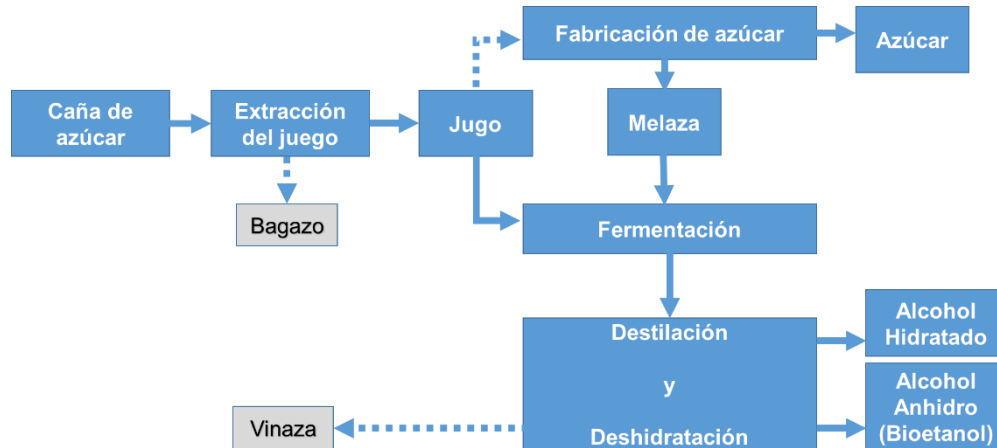 Fabricación de azúcar
Azúcar
Caña de
azúcar
Extracción
del juego
Jugo
Melaza
Bagazo
Fermentación
Destilación
y
Deshidratación
Alcohol
Hidratado
Alcohol
Anhidro
(Bioetanol)
Vinaza